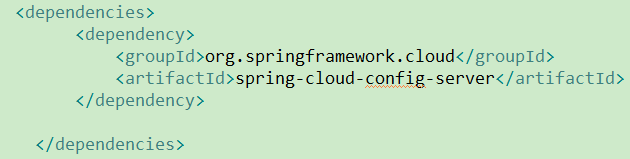 <dependencies>
<dependency>
<groupId>org.springframework.cloud</groupId>
<artifactId>spring-cloud-config-server</artifactId>
</dependency>
</dependencies>